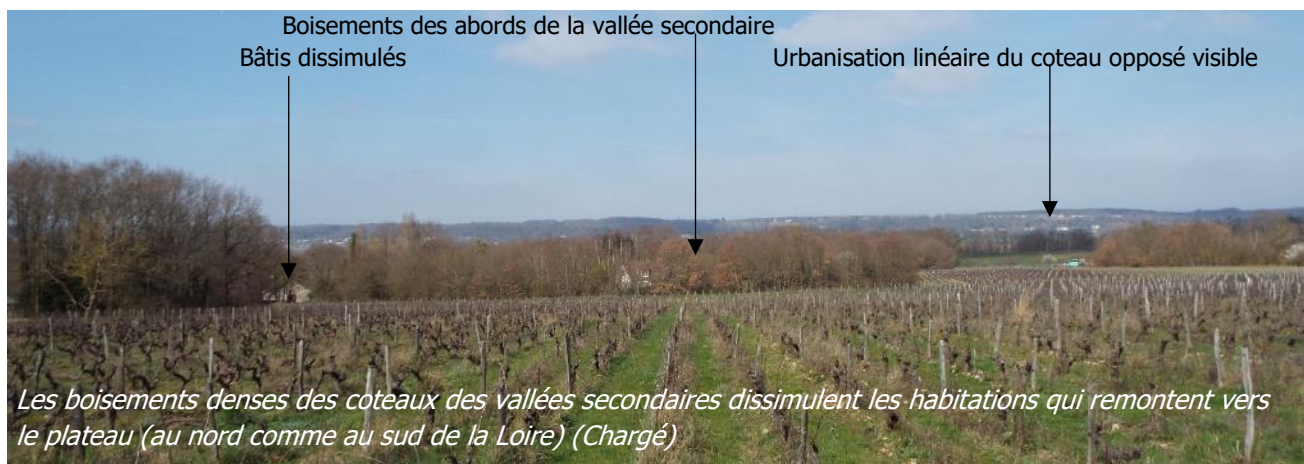 Boisements des abords de la vallée secondaire
Bâtis dissimulés
Urbanisation linéaire du coteau opposé visible
Les boisements denses des coteaux des vallées secondaires dissimulent les habitations qui remontent vers
le plateau (au nord comme au sud de la Loire) (Chargé)